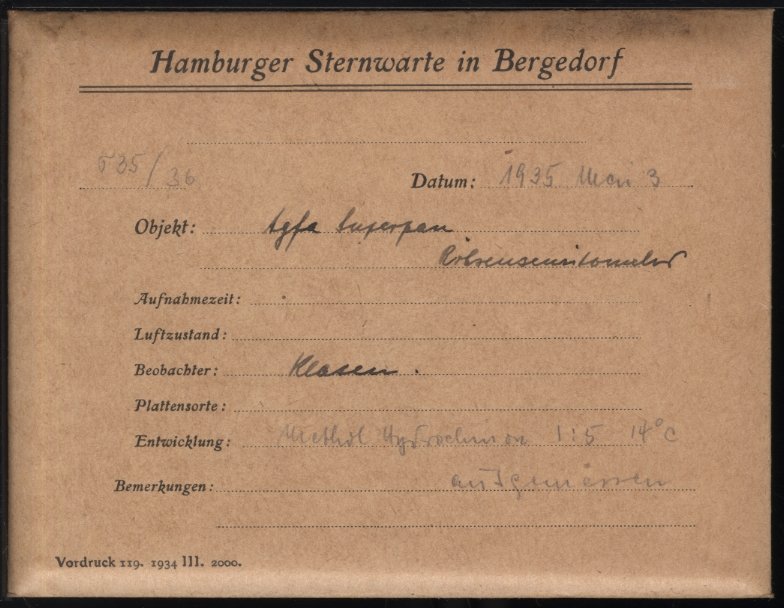 Hamburger Sternwarte in Bergedorf
535/36
Datum: 1935 Mai 3
Objekt: Agfa Superpan
Röhrensensitometer
Aufnahmezeit:
Luftzustand:
Beobachter: Klasen.
Plattensorte:
Entwicklung: Methol Hydrochinon 1:5 14°C
Bemerkungen: ausgemessen
Vordruck 119. 1934 III. 2000.